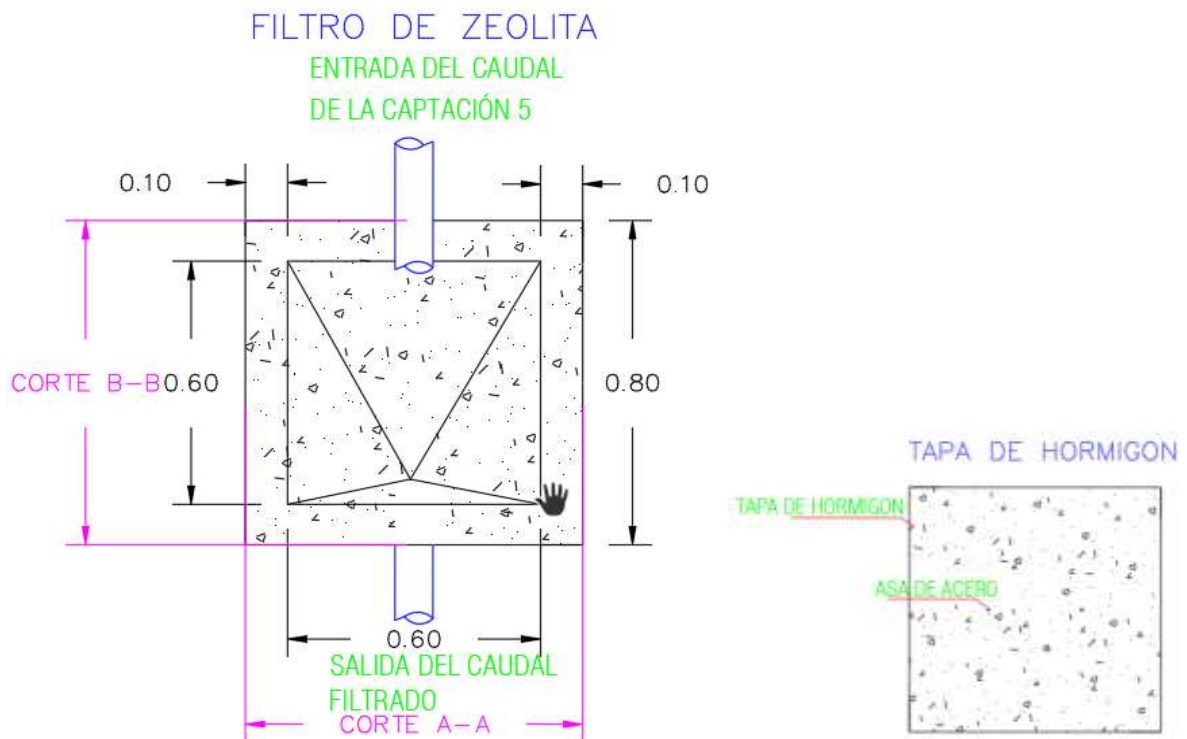 FILTRO DE ZEOLITA
ENTRADA DEL CAUDAL
DE LA CAPTACIÓN 5
0.10
0.10
CORTE B-B
0.60
0.80
0.60
SALIDA DEL CAUDAL
FILTRADO
CORTE A-A
TAPA DE HORMIGON
TAPA DE HORMIGON
ASA DE ACERO